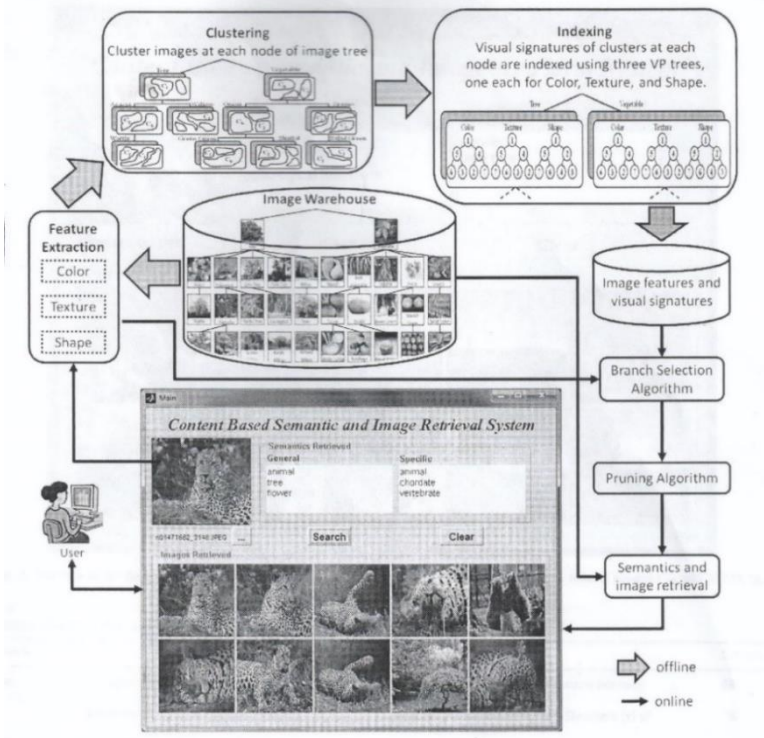 Clustering
Cluster images at each node of image tree
Indexing
Visual signatures of clusters at each
node are indexed using three VP trees,
one each for Color, Texture, and Shape.
Tree
Vegetable
Color
Texture
Shape
Color
Texture
Shape
Feature
Extraction
Color
Texture
Shape
Image Warehouse
Image features and
visual signatures
Branch Selection
Algorithm
Pruning Algorithm
Semantics and
image retrieval
Main
Content Based Semantic and Image Retrieval System
Semantics Retrieved
General
animal
tree
flower
Specific
animal
chordate
vertebrate
...
Search
Clear
Images Retrieved
User
offline
online